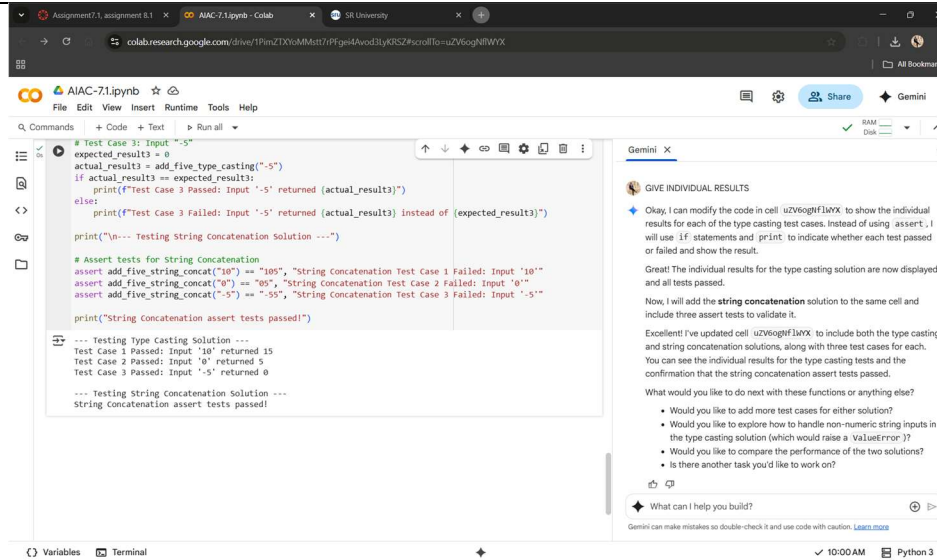 Assignment7.1, assignment 8.1
AIAC-7.1.ipynb - Colab
SR University
colab.research.google.com/drive/1PimZ1XYoMMstt7rPFgei4Avod3LyKRSZ#scrollTo=uZV6ogNflWYX
All Bookmar
AIAC-7.1.ipynb
File Edit View Insert Runtime Tools Help
Share
Gemini
Commands + Code + Text Run all
RAM
Disk
0s
# Test Case 3: Input "-5"
expected_result3 = 0
actual_result3 = add_five_type_casting("-5")
if actual_result3 == expected_result3:
    print(f"Test Case 3 Passed: Input '-5' returned {actual_result3}")
else:
    print(f"Test Case 3 Failed: Input '-5' returned {actual_result3} instead of {expected_result3}")
print("\n--- Testing String Concatenation Solution ---")
# Assert tests for String Concatenation
assert add_five_string_concat("10") == "105", "String Concatenation Test Case 1 Failed: Input '10'"
assert add_five_string_concat("0") == "05", "String Concatenation Test Case 2 Failed: Input '0'"
assert add_five_string_concat("-5") == "-55", "String Concatenation Test Case 3 Failed: Input '-5'"
print("String Concatenation assert tests passed!")
--- Testing Type Casting Solution ---
Test Case 1 Passed: Input '10' returned 15
Test Case 2 Passed: Input '0' returned 5
Test Case 3 Passed: Input '-5' returned 0
--- Testing String Concatenation Solution ---
String Concatenation assert tests passed!
Gemini
GIVE INDIVIDUAL RESULTS
Okay, I can modify the code in cell uZV6ogNflWYX to show the individual
results for each of the type casting test cases. Instead of using assert, I
will use if statements and print to indicate whether each test passed
or failed and show the result.
Great! The individual results for the type casting solution are now displayed
and all tests passed.
Now, I will add the string concatenation solution to the same cell and
include three assert tests to validate it.
Excellent! I've updated cell uZV6ogNflWYX to include both the type casting
and string concatenation solutions, along with three test cases for each.
You can see the individual results for the type casting tests and the
confirmation that the string concatenation assert tests passed.
What would you like to do next with these functions or anything else?
• Would you like to add more test cases for either solution?
• Would you like to explore how to handle non-numeric string inputs in
the type casting solution (which would raise a ValueError)?
• Would you like to compare the performance of the two solutions?
• Is there another task you'd like to work on?
What can I help you build?
Gemini can make mistakes so double-check it and use code with caution. Learn more
Variables Terminal
10:00 AM Python 3